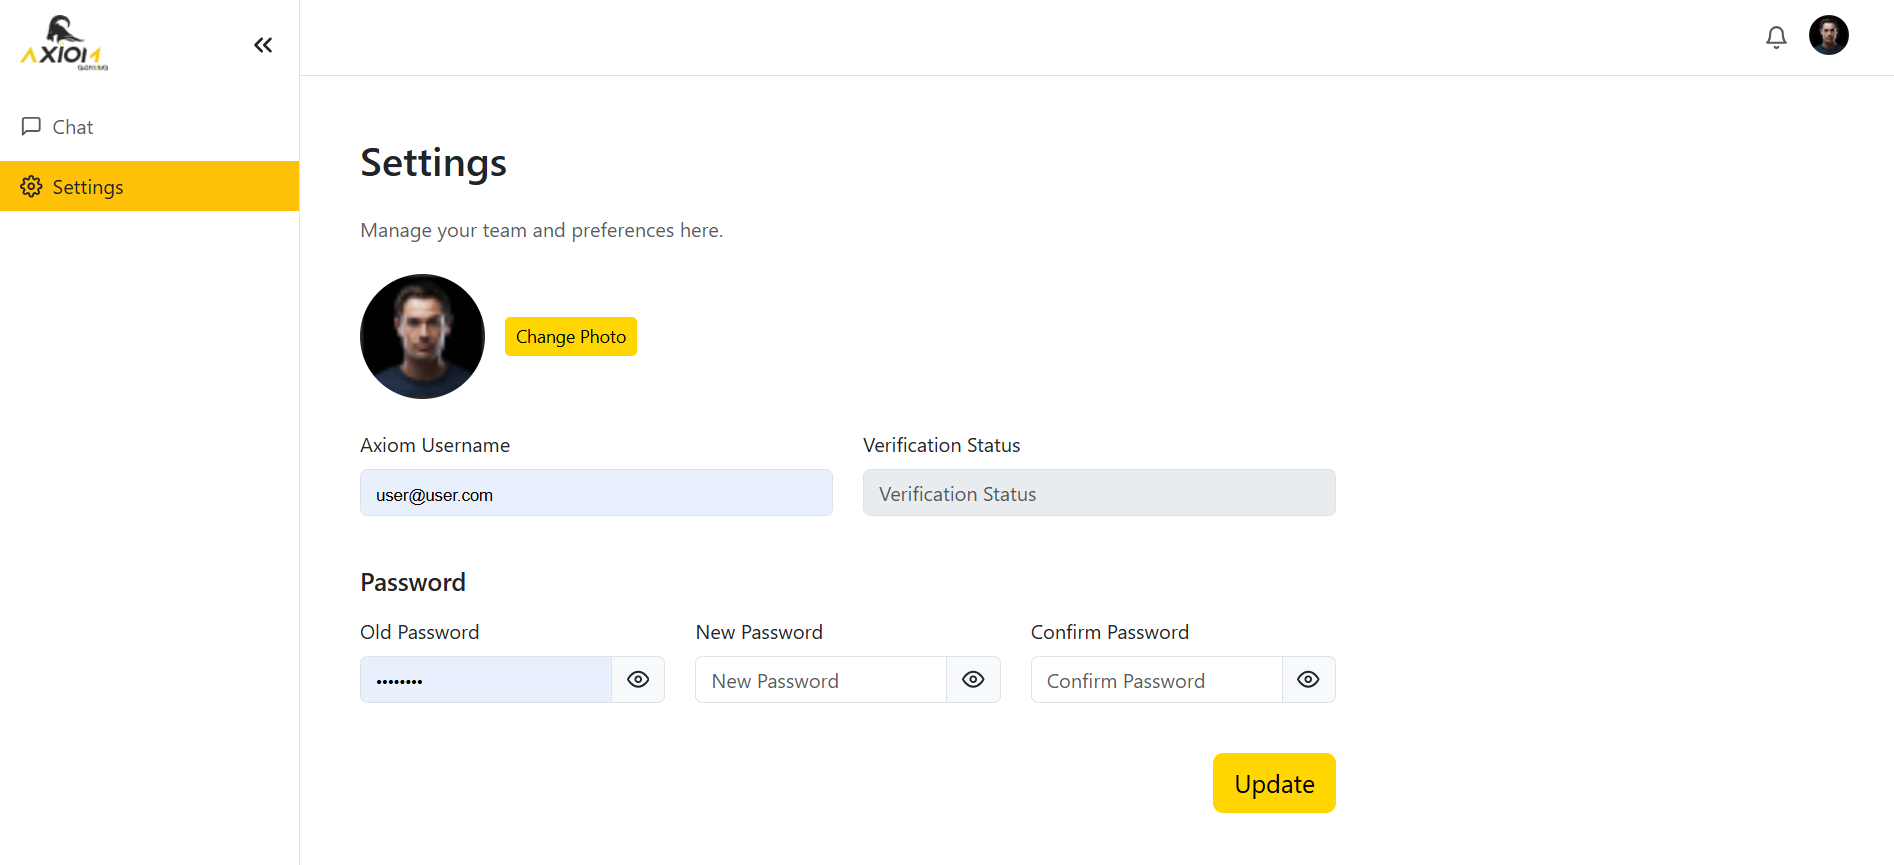 AXIOM
GAMING
Chat
Settings
Settings
Manage your team and preferences here.
Change Photo
Axiom Username
Verification Status
user@user.com
Verification Status
Password
Old Password
New Password
Confirm Password
••••••••
New Password
Confirm Password
Update